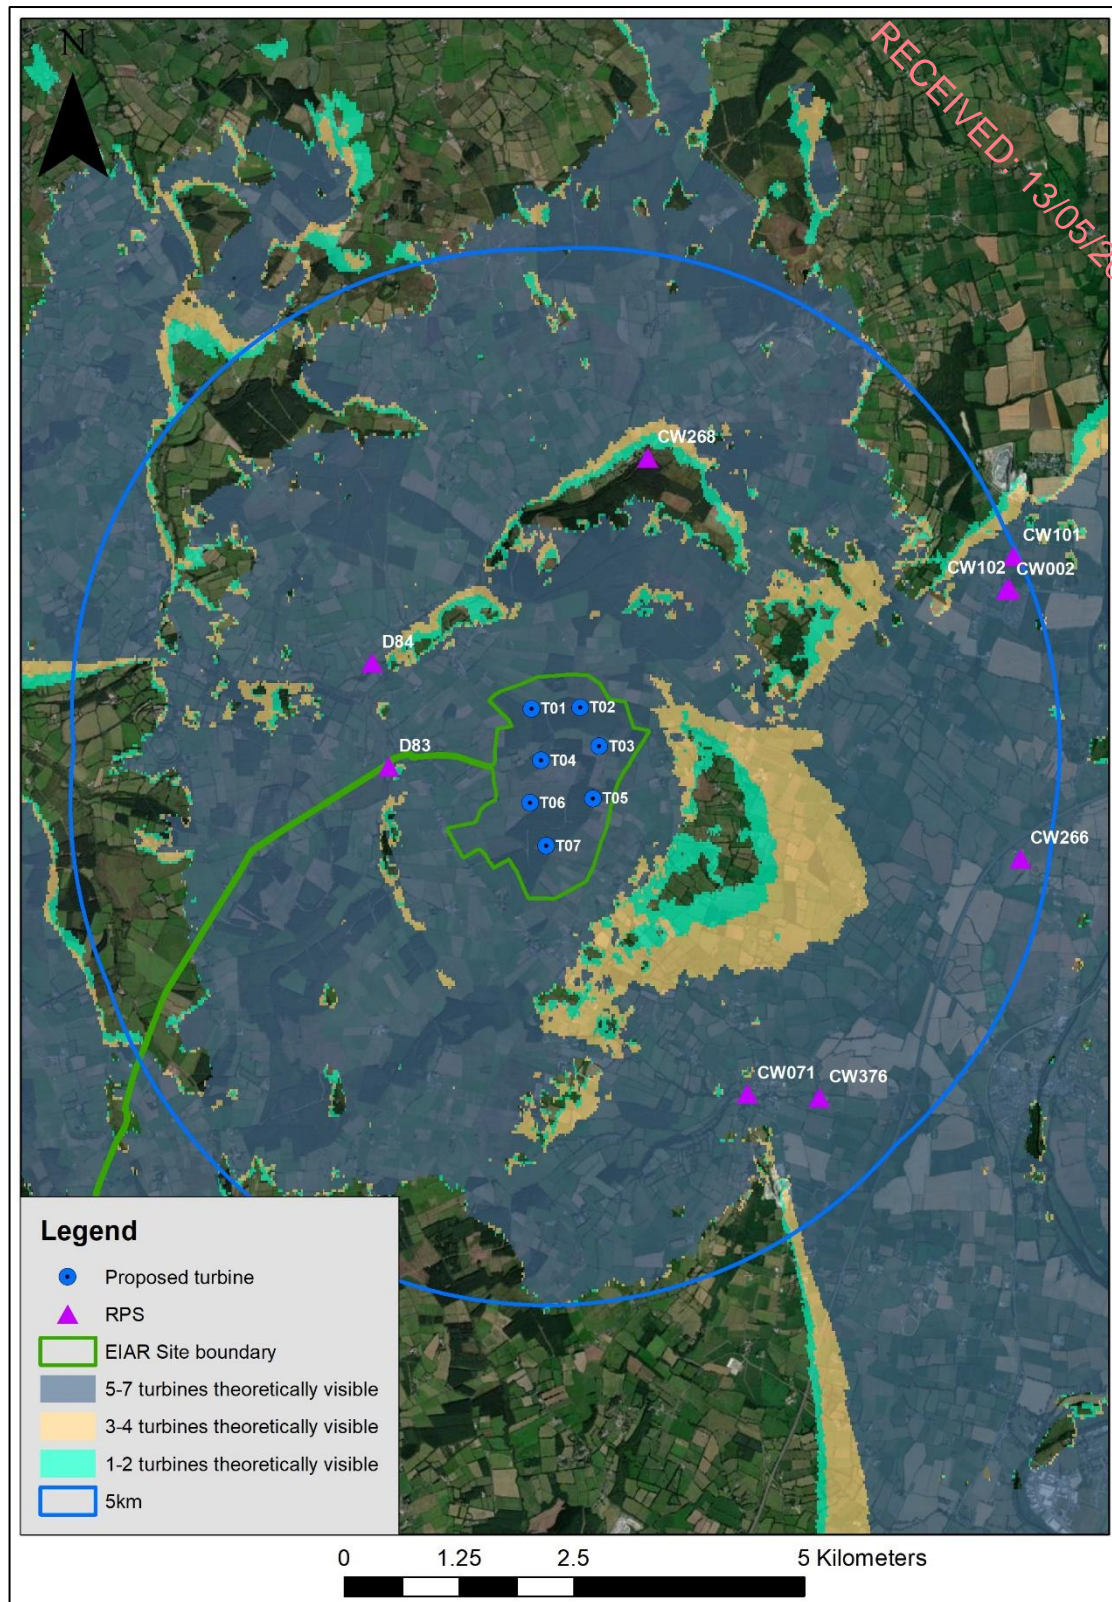 N
RECEIVED: 13/05/20
CW268
CW101
CW102 CW002
D84
T01 T02
D83
T03
T04
T06 T05
T07
CW266
CW071 CW376
Legend
Proposed turbine
RPS
EIAR Site boundary
5-7 turbines theoretically visible
3-4 turbines theoretically visible
1-2 turbines theoretically visible
5km
0 1.25 2.5 5 Kilometers